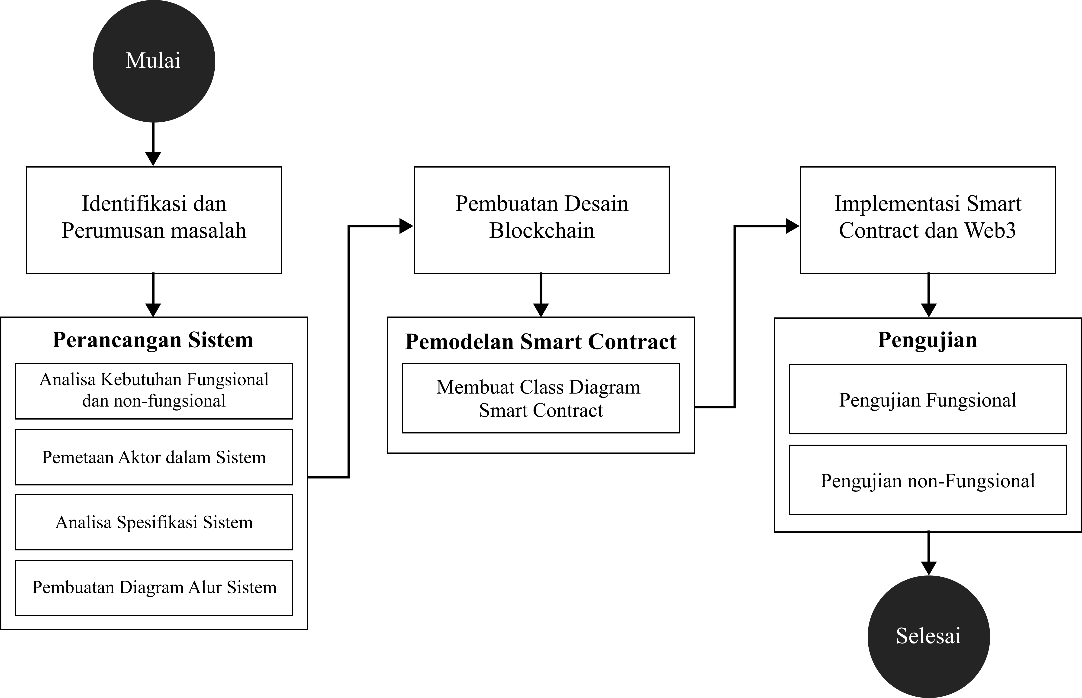 Mulai
Identifikasi dan
Perumusan masalah
Perancangan Sistem
Analisa Kebutuhan Fungsional
dan non-fungsional
Pemetaan Aktor dalam Sistem
Analisa Spesifikasi Sistem
Pembuatan Diagram Alur Sistem
Pembuatan Desain
Blockchain
Pemodelan Smart Contract
Membuat Class Diagram
Smart Contract
Implementasi Smart
Contract dan Web3
Pengujian
Pengujian Fungsional
Pengujian non-Fungsional
Selesai